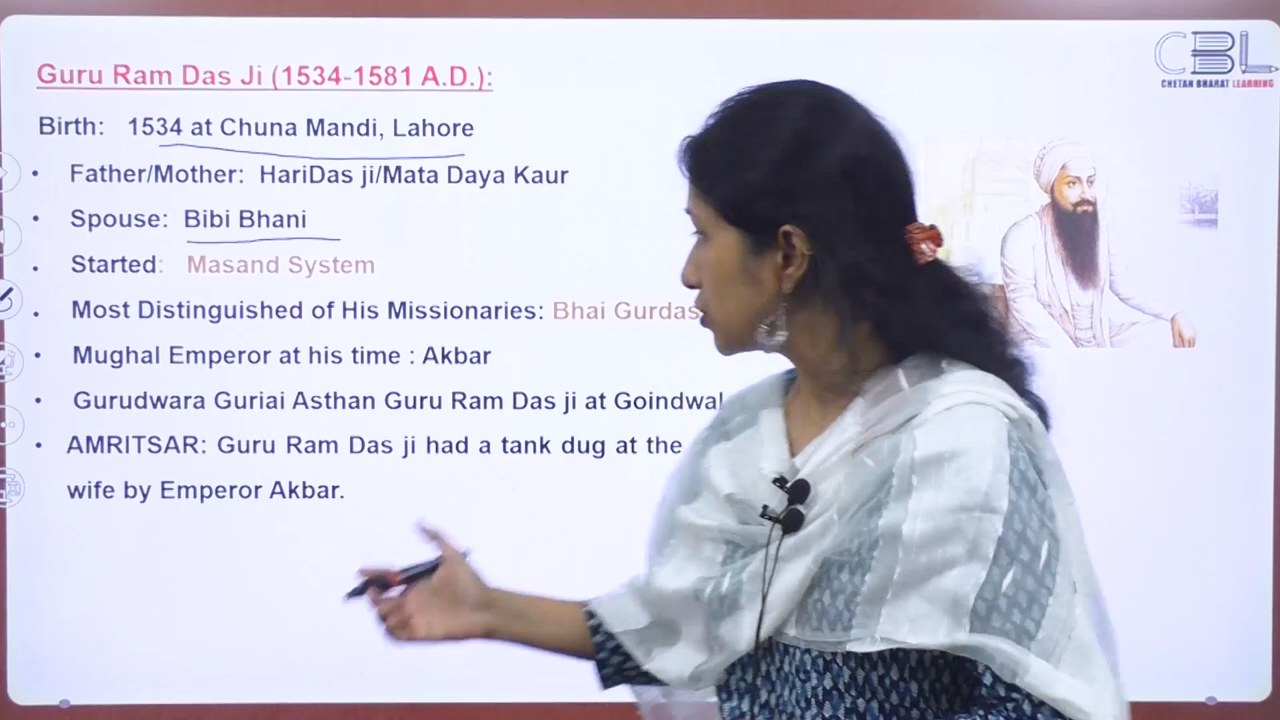 CBL
CHETAN BHARAT LEARNING
Guru Ram Das Ji (1534-1581 A.D.):
Birth: 1534 at Chuna Mandi, Lahore
• Father/Mother: HariDas ji/Mata Daya Kaur
• Spouse: Bibi Bhani
• Started: Masand System
• Most Distinguished of His Missionaries: Bhai Gurdas
• Mughal Emperor at his time : Akbar
• Gurudwara Guriai Asthan Guru Ram Das ji at Goindwal
• AMRITSAR: Guru Ram Das ji had a tank dug at the
wife by Emperor Akbar.